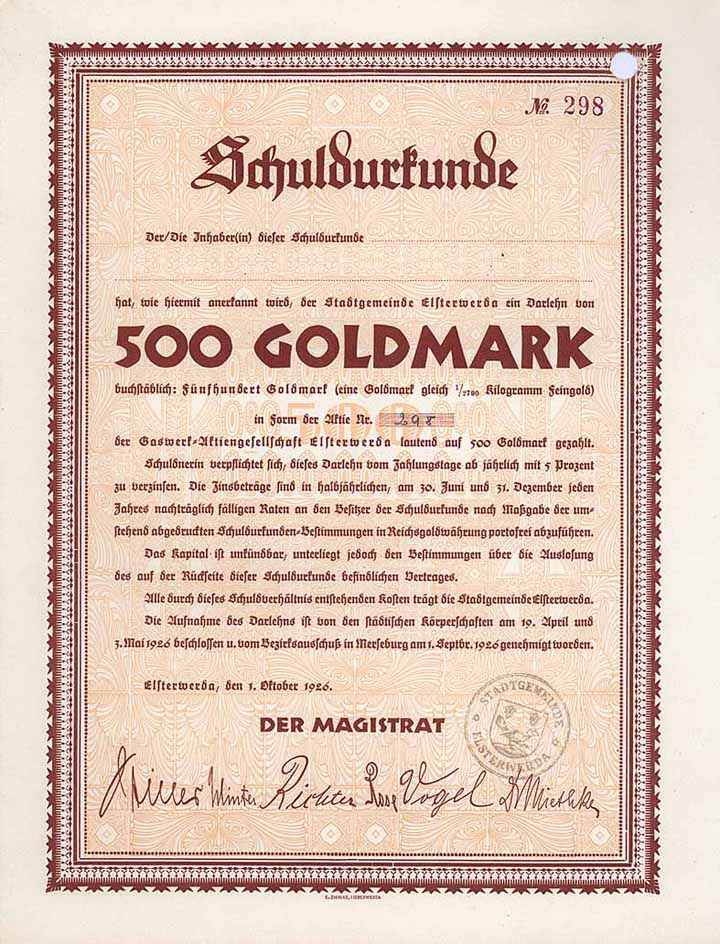 No. 298
Schuldurkunde
Der/Die Inhaber(in) dieser Schuldurkunde
hat, wie hiermit anerkannt wird, der Stadtgemeinde Elsterwerda ein Darlehn von
500 GOLDMARK
buchstäblich: Fünfhundert Goldmark (eine Goldmark gleich 1/2790 Kilogramm Feingold)
in Form der Aktie Nr. 298
der Gaswerk-Aktiengesellschaft Elsterwerda lautend auf 500 Goldmark gezahlt.
Schuldnerin verpflichtet sich, dieses Darlehn vom Zahlungstage ab jährlich mit 5 Prozent
zu verzinsen. Die Zinsbeträge sind in halbjährlichen, am 30. Juni und 31. Dezember jeden
Jahres nachträglich fälligen Raten an den Besitzer der Schuldurkunde nach Maßgabe der um-
stehend abgedruckten Schuldurkunden-Bestimmungen in Reichsgoldwährung portofrei abzuführen.
Das Kapital ist unkündbar, unterliegt jedoch den Bestimmungen über die Auslosung
des auf der Rückseite dieser Schuldurkunde befindlichen Vertrages.
Alle durch dieses Schuldverhältnis entstehenden Kosten trägt die Stadtgemeinde Elsterwerda.
Die Aufnahme des Darlehns ist von den städtischen Körperschaften am 19. April und
3. Mai 1926 beschlossen u. vom Bezirksausschuß in Merseburg am 1. Septbr. 1926 genehmigt worden.
Elsterwerda, den 1. Oktober 1926.
STADTGEMEINDE
ELSTERWERDA
DER MAGISTRAT
Winter Richter Vogel